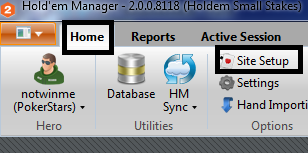 2 Hold'em Manager - 2.0.0.8118 (Holdem Small Stakes)
Home Reports Active Session
notwinme (PokerStars)
Hero
Database
HM Sync
Utilities
Site Setup
Settings
Hand Importi
Options